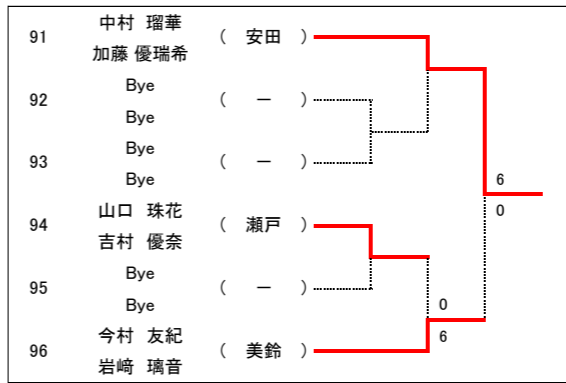 中村 瑠華
91 ( 安田 )
加藤 優瑞希
Bye
92 ( ー )
Bye
Bye
93 ( ー )
Bye
6
0
山口 珠花
94 ( 瀬戸 )
吉村 優奈
Bye
95 ( ー )
Bye
0
6
今村 友紀
96 ( 美鈴 )
岩﨑 璃音